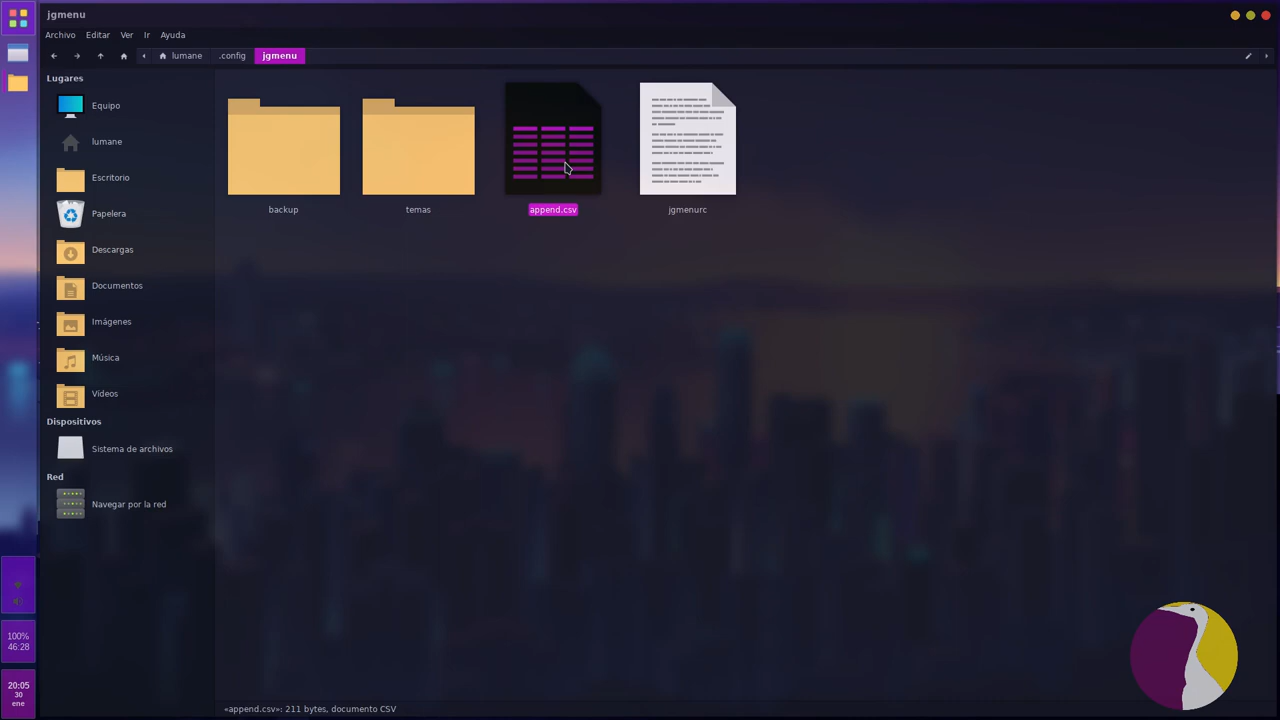 jgmenu
Archivo Editar Ver Ir Ayuda
lumane .config jgmenu
Lugares
Equipo
lumane
Escritorio
Papelera
Descargas
Documentos
Imágenes
Música
Vídeos
Dispositivos
Sistema de archivos
Red
Navegar por la red
backup temas append.csv jgmenurc
100%
46:28
20:05
30
ene
«append.csv»: 211 bytes, documento CSV